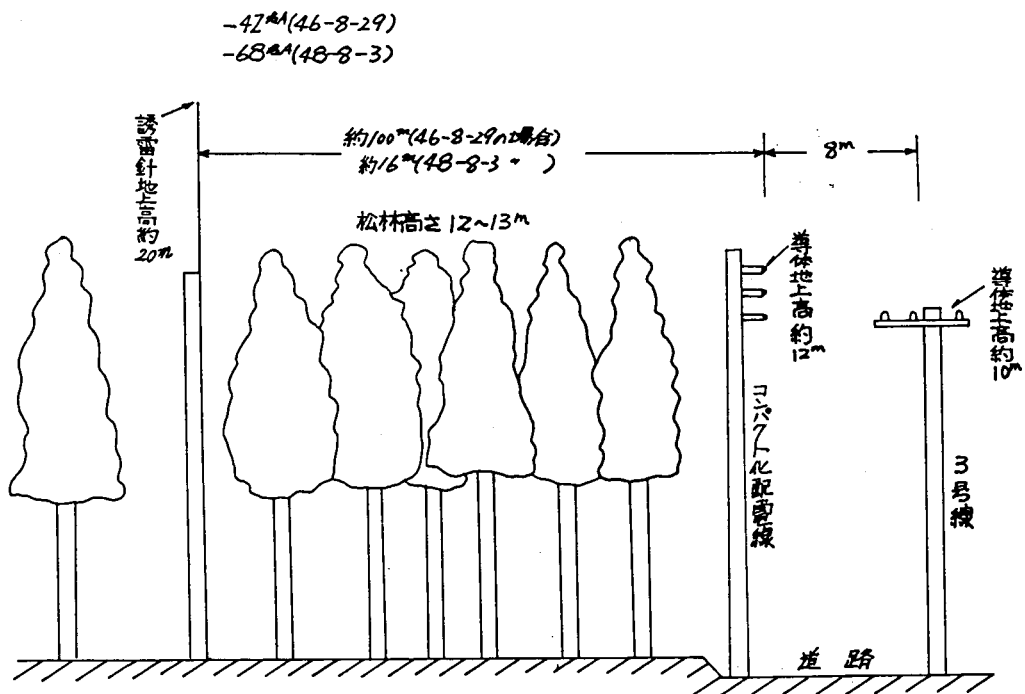 -42KA(46-8-29)
-68KA(48-8-3)
誘雷針地上高約20m
約100m(46-8-29の場合)
約16m(48-8-3 〃 )
8m
松林高さ12~13m
導体地上高約12m
導体地上高約10m
コンパクト化配電線
3号線
道路